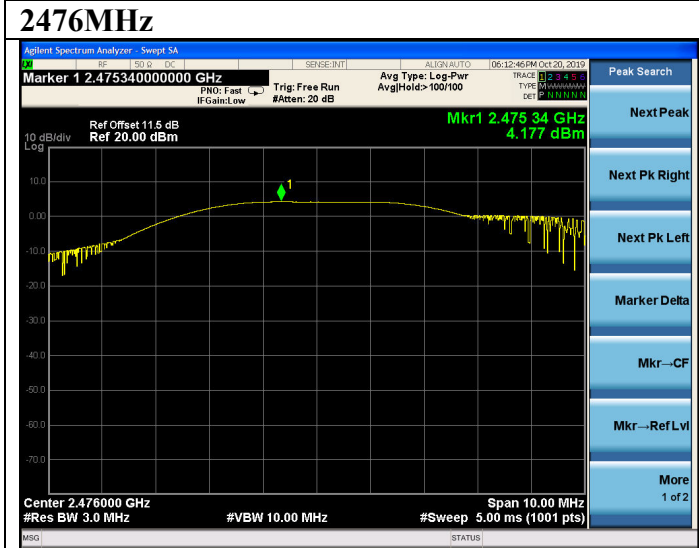 2476MHz
Agilent Spectrum Analyzer - Swept SA
LXI RF 50 Ω DC SENSE:INT ALIGN AUTO 06:12:46 PM Oct 20, 2019
Marker 1 2.475340000000 GHz
PNO: Fast
IFGain:Low
Trig: Free Run
#Atten: 20 dB
Avg Type: Log-Pwr
Avg|Hold>100/100
TRACE 1 2 3 4 5 6
TYPE M
DET P N N N N N
Peak Search
Next Peak
Next Pk Right
Next Pk Left
Marker Delta
Mkr→CF
Mkr→Ref Lvl
More
1 of 2
Mkr1 2.475 34 GHz
4.177 dBm
Ref Offset 11.5 dB
10 dB/div Ref 20.00 dBm
Log
1
10.0
0.00
-10.0
-20.0
-30.0
-40.0
-50.0
-60.0
-70.0
Center 2.476000 GHz Span 10.00 MHz
#Res BW 3.0 MHz #VBW 10.00 MHz #Sweep 5.00 ms (1001 pts)
MSG STATUS